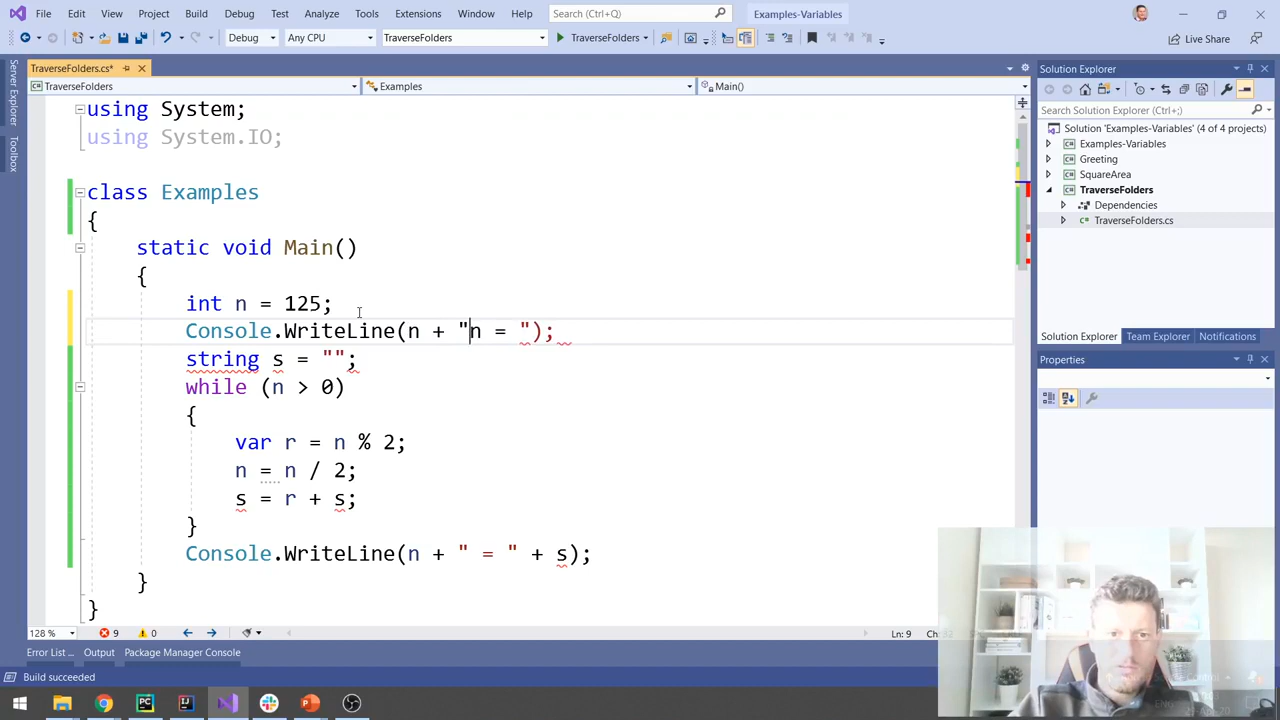 File Edit View Project Build Debug Test Analyze Tools Extensions Window Help Search (Ctrl+Q) Examples-Variables
Debug Any CPU TraverseFolders TraverseFolders Live Share
Server Explorer
Toolbox
TraverseFolders.cs*
TraverseFolders Examples Main()
using System;
using System.IO;
class Examples
{
static void Main()
{
int n = 125;
Console.WriteLine(n + "n = ");
string s = "";
while (n > 0)
{
var r = n % 2;
n = n / 2;
s = r + s;
}
Console.WriteLine(n + " = " + s);
}
}
128 % 9 0 Ln: 9
Error List ... Output Package Manager Console
Build succeeded
Solution Explorer
Search Solution Explorer (Ctrl+;)
Solution 'Examples-Variables' (4 of 4 projects)
Examples-Variables
Greeting
SquareArea
TraverseFolders
Dependencies
TraverseFolders.cs
Solution Explorer Team Explorer Notifications
Properties